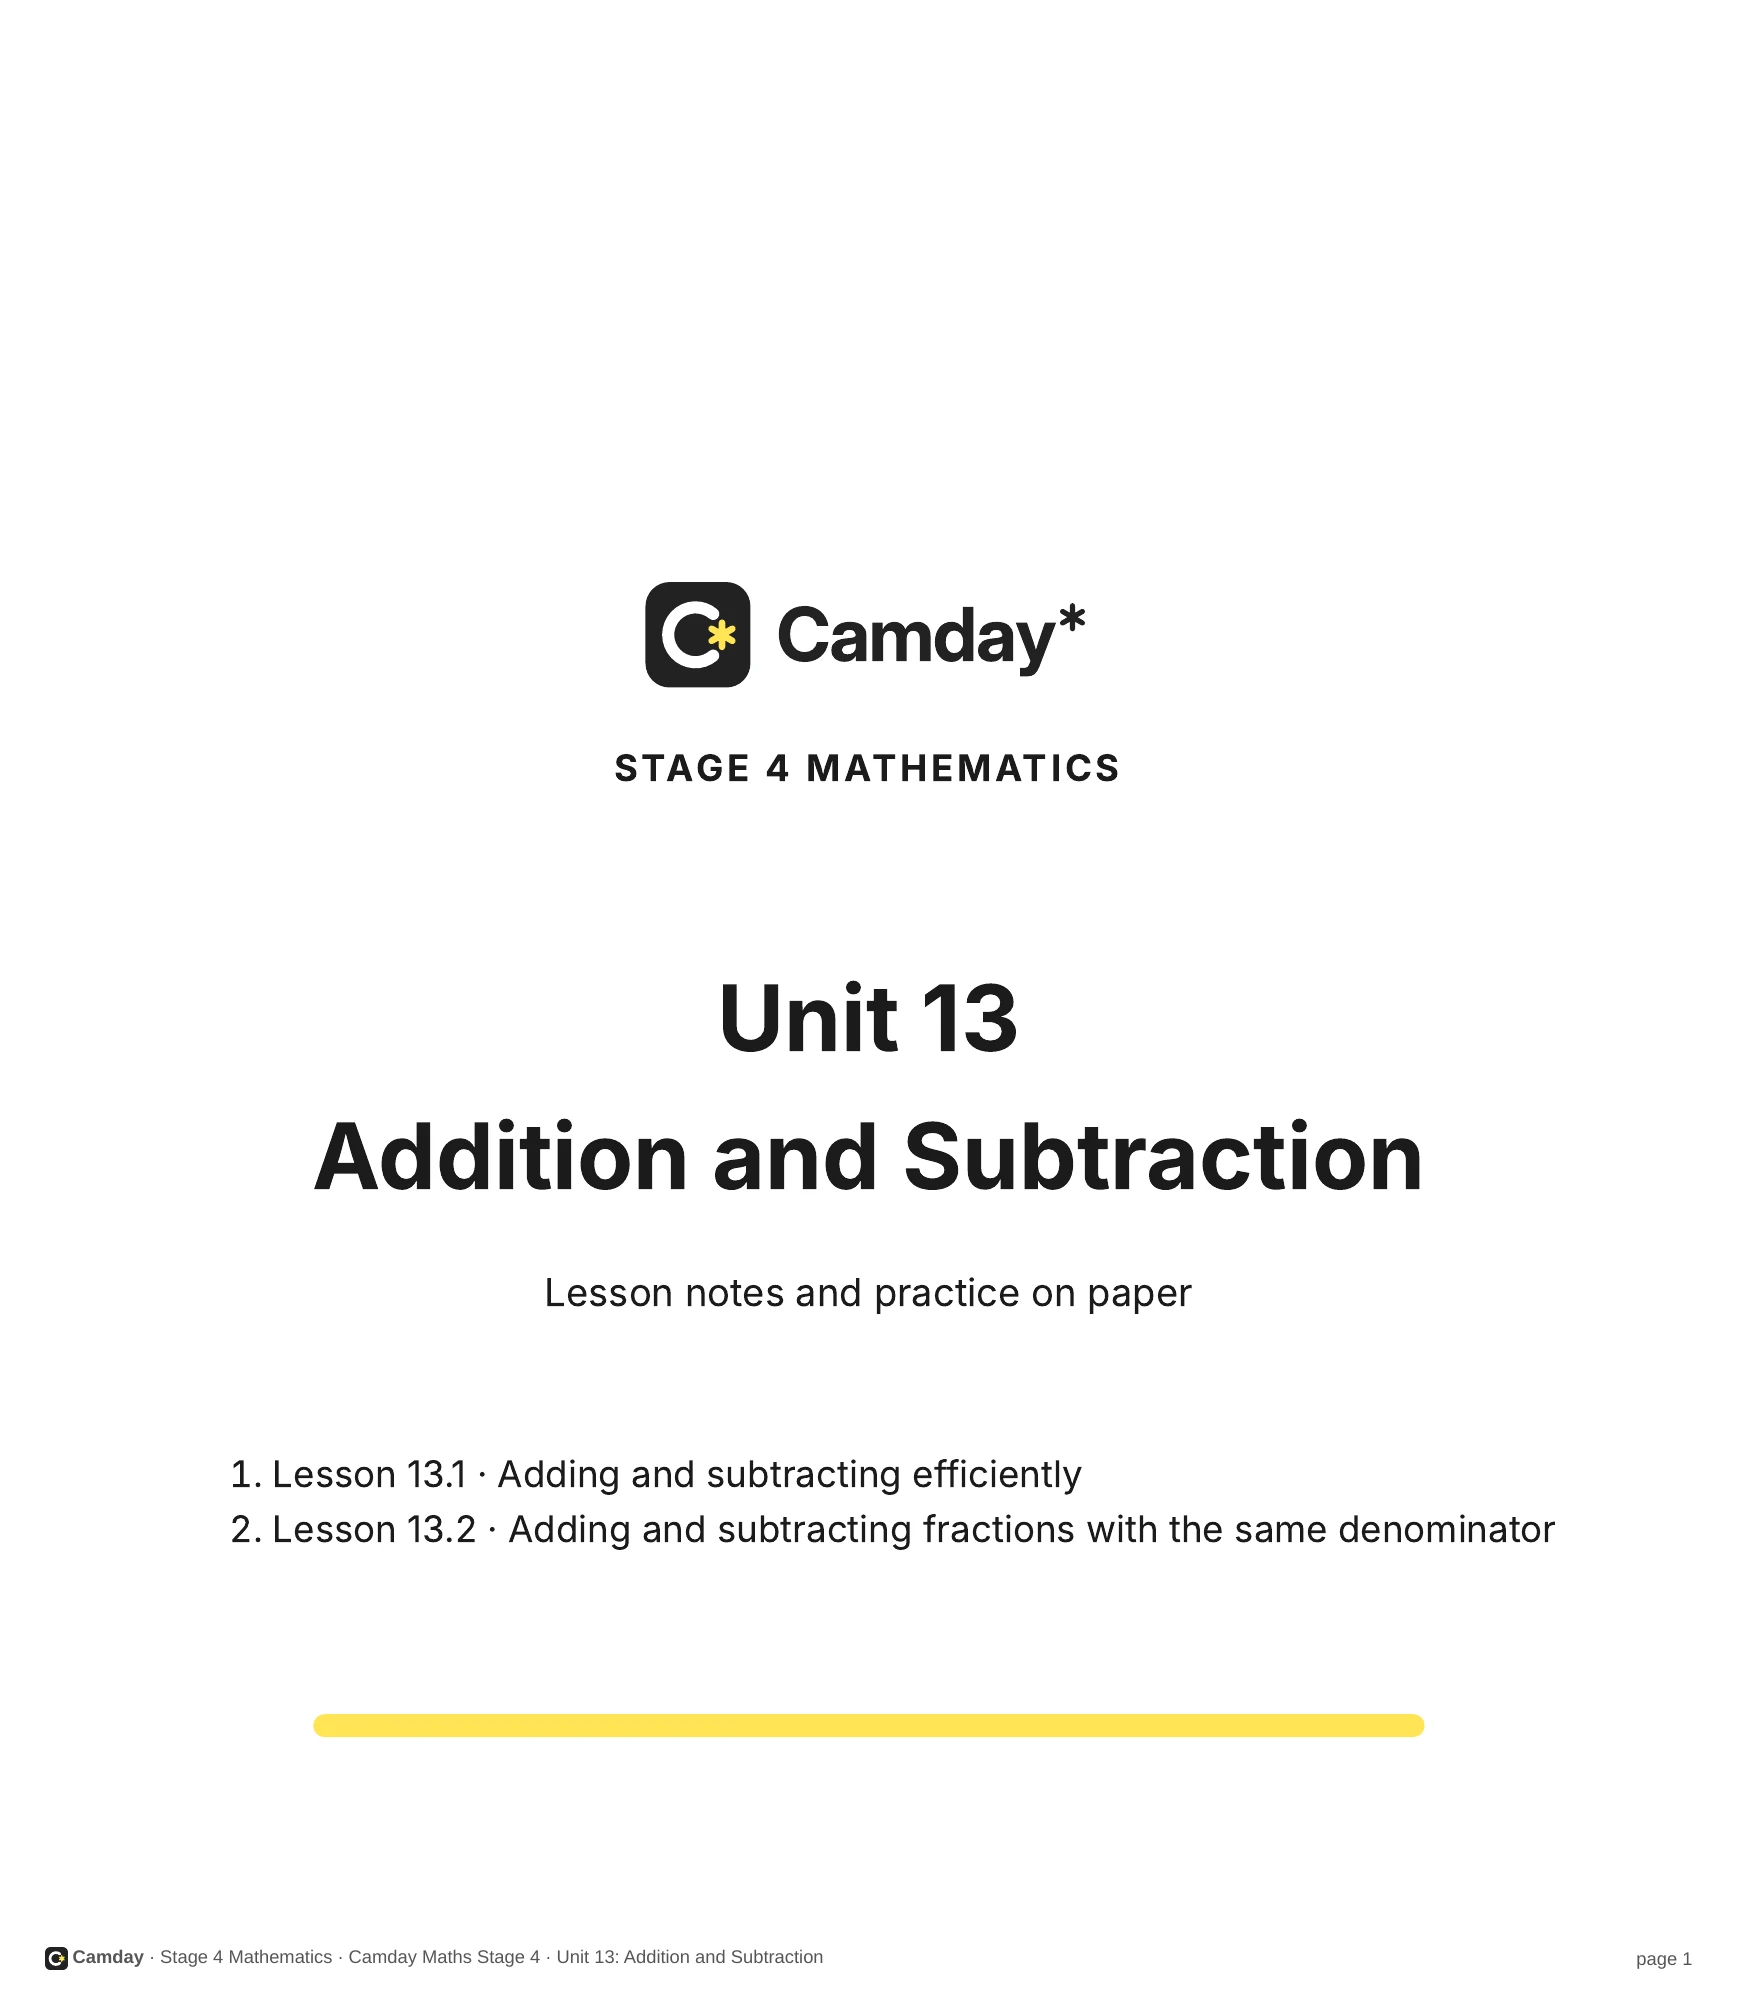 Camday*
STAGE 4 MATHEMATICS
Unit 13
Addition and Subtraction
Lesson notes and practice on paper
1. Lesson 13.1 · Adding and subtracting efficiently
2. Lesson 13.2 · Adding and subtracting fractions with the same denominator
Camday · Stage 4 Mathematics · Camday Maths Stage 4 · Unit 13: Addition and Subtraction
page 1